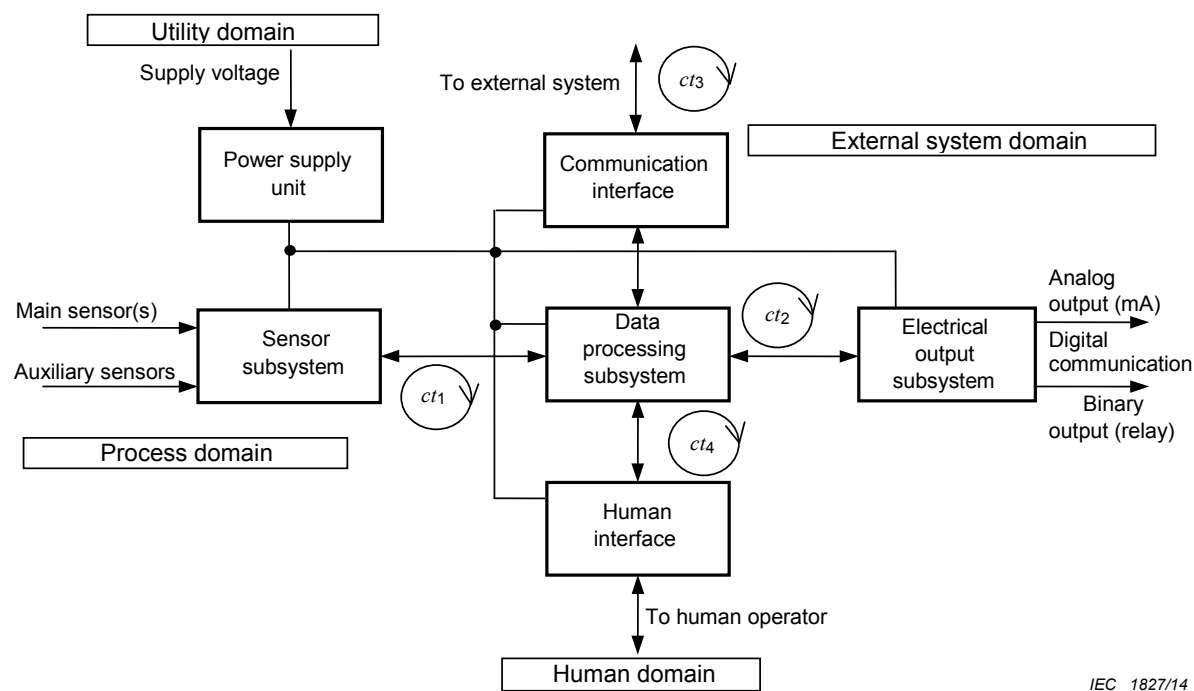 Utility domain
Supply voltage
To external system
ct3
External system domain
Power supply
unit
Communication
interface
Main sensor(s)
Auxiliary sensors
Sensor
subsystem
ct1
Data
processing
subsystem
ct2
Electrical
output
subsystem
Analog
output (mA)
Digital
communication
Binary
output (relay)
Process domain
ct4
Human
interface
To human operator
Human domain
IEC 1827/14